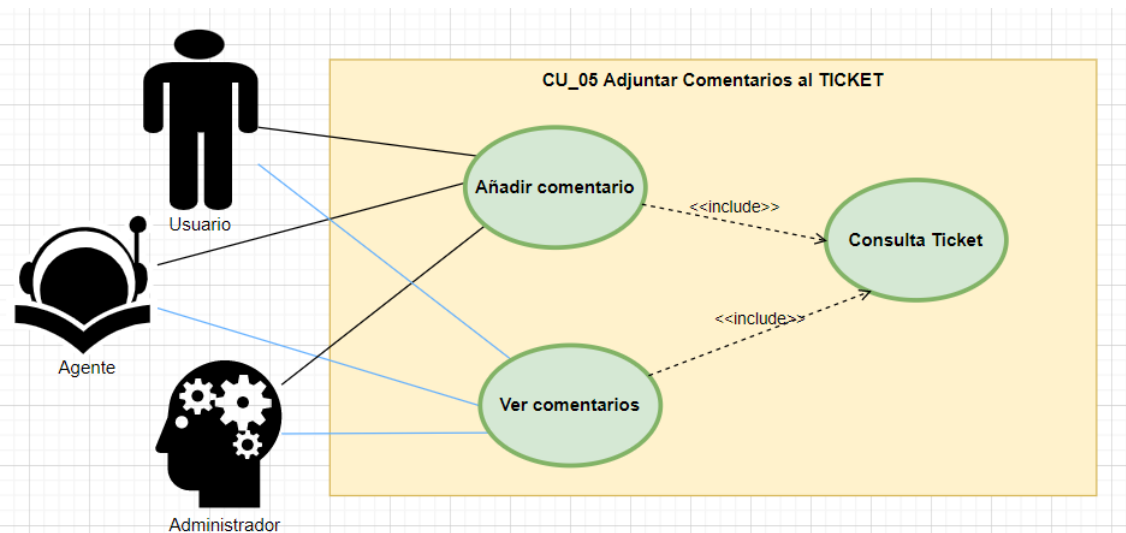 CU_05 Adjuntar Comentarios al TICKET
Usuario
Agente
Administrador
Añadir comentario
<<include>>
Consulta Ticket
<<include>>
Ver comentarios